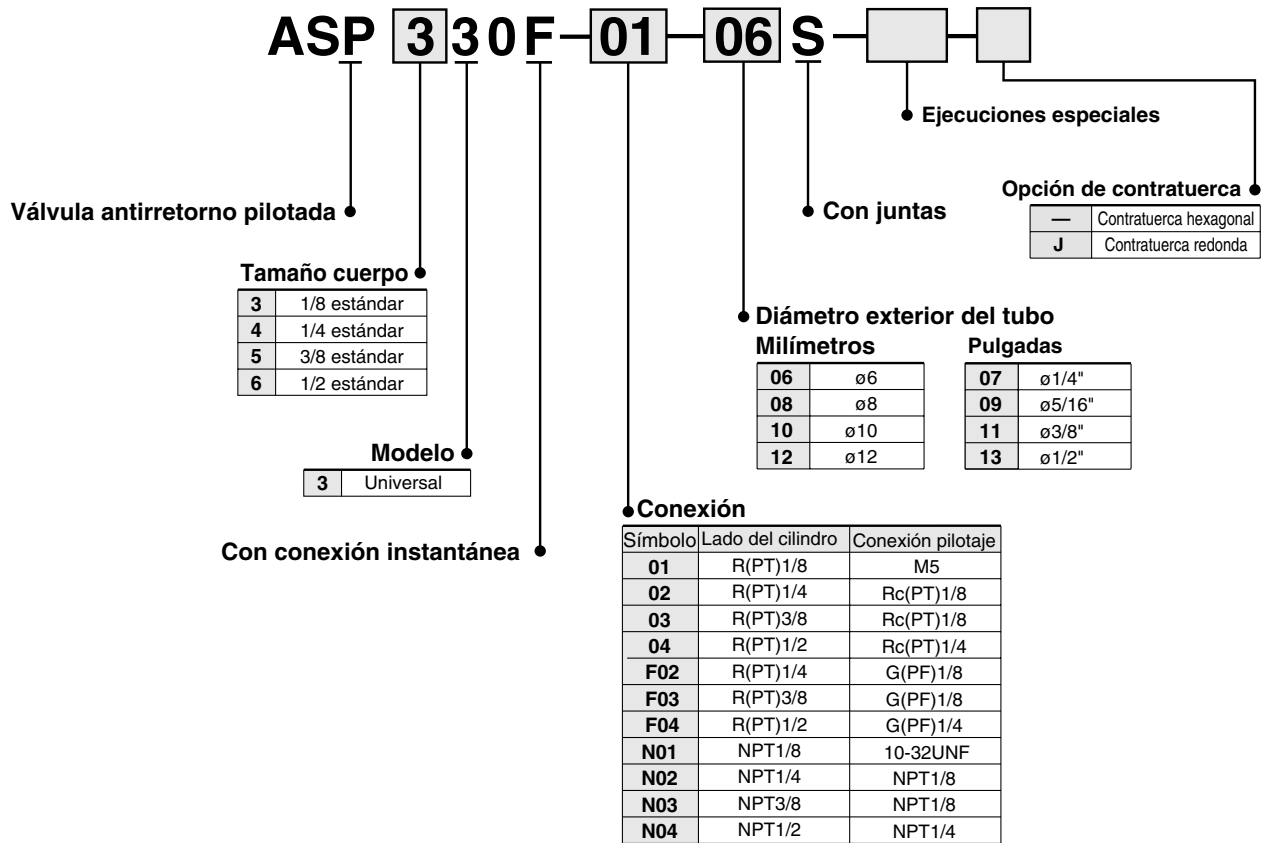 ASP 3 3 0 F - 01 - 06 S -
Ejecuciones especiales
Opción de contratuerca
— Contratuerca hexagonal
J Contratuerca redonda
Válvula antirretorno pilotada
Con juntas
Tamaño cuerpo
3 1/8 estándar
4 1/4 estándar
5 3/8 estándar
6 1/2 estándar
Diámetro exterior del tubo
Milímetros
06 ø6
08 ø8
10 ø10
12 ø12
Pulgadas
07 ø1/4"
09 ø5/16"
11 ø3/8"
13 ø1/2"
Modelo
3 Universal
Con conexión instantánea
Conexión
Símbolo Lado del cilindro Conexión pilotaje
01 R(PT)1/8 M5
02 R(PT)1/4 Rc(PT)1/8
03 R(PT)3/8 Rc(PT)1/8
04 R(PT)1/2 Rc(PT)1/4
F02 R(PT)1/4 G(PF)1/8
F03 R(PT)3/8 G(PF)1/8
F04 R(PT)1/2 G(PF)1/4
N01 NPT1/8 10-32UNF
N02 NPT1/4 NPT1/8
N03 NPT3/8 NPT1/8
N04 NPT1/2 NPT1/4